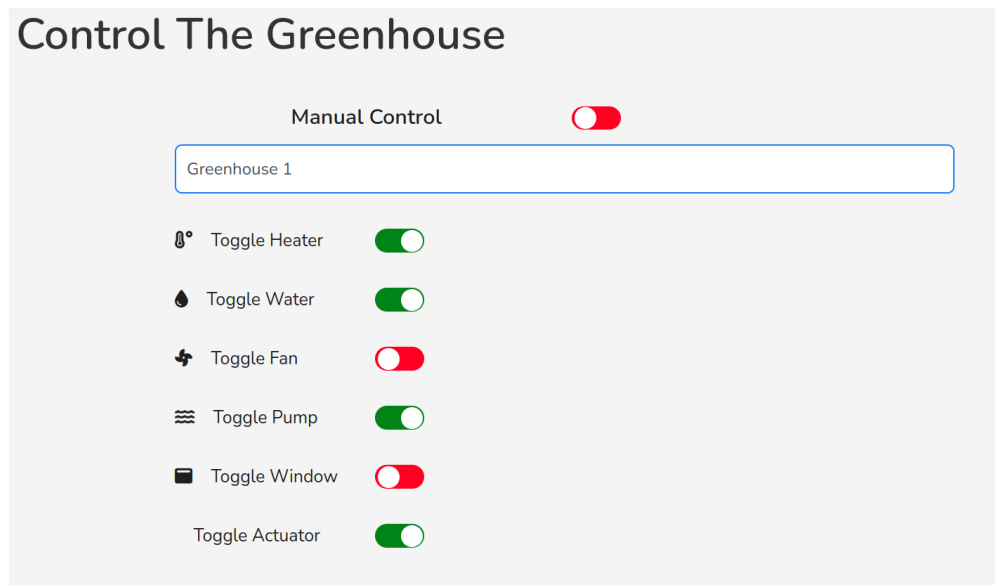 Control The Greenhouse
Manual Control
Greenhouse 1
Toggle Heater
Toggle Water
Toggle Fan
Toggle Pump
Toggle Window
Toggle Actuator